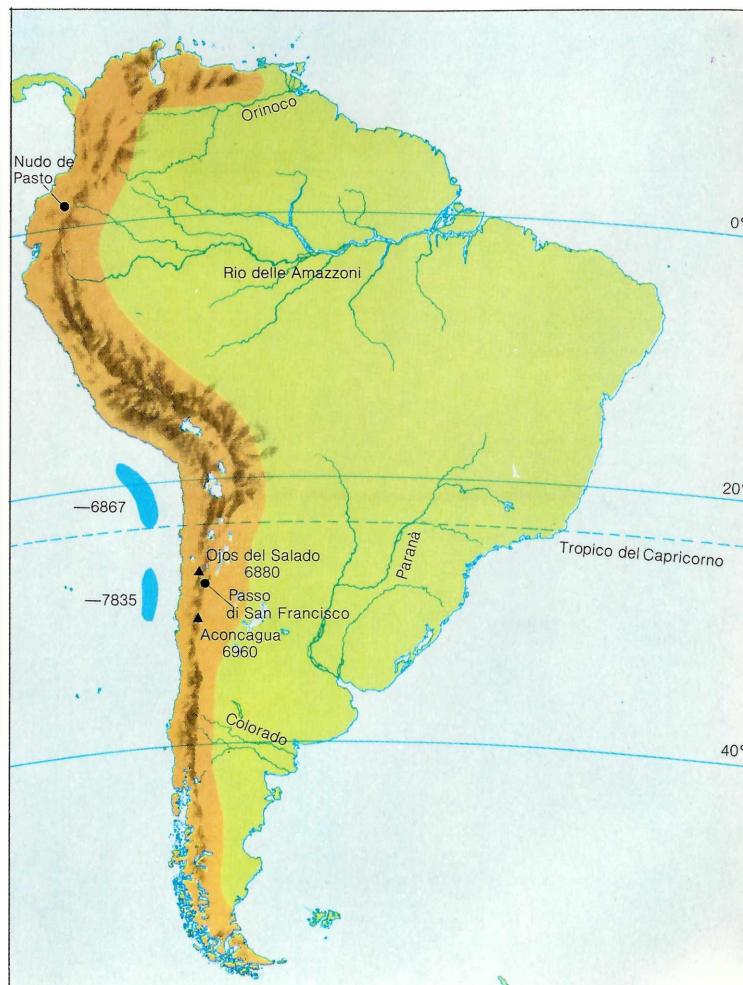 Orinoco
Nudo de
Pasto
0°
Rio delle Amazzoni
20°
—6867
Tropico del Capricorno
Paranà
Ojos del Salado
6880
—7835
Passo
di San Francisco
Aconcagua
6960
Colorado
40°